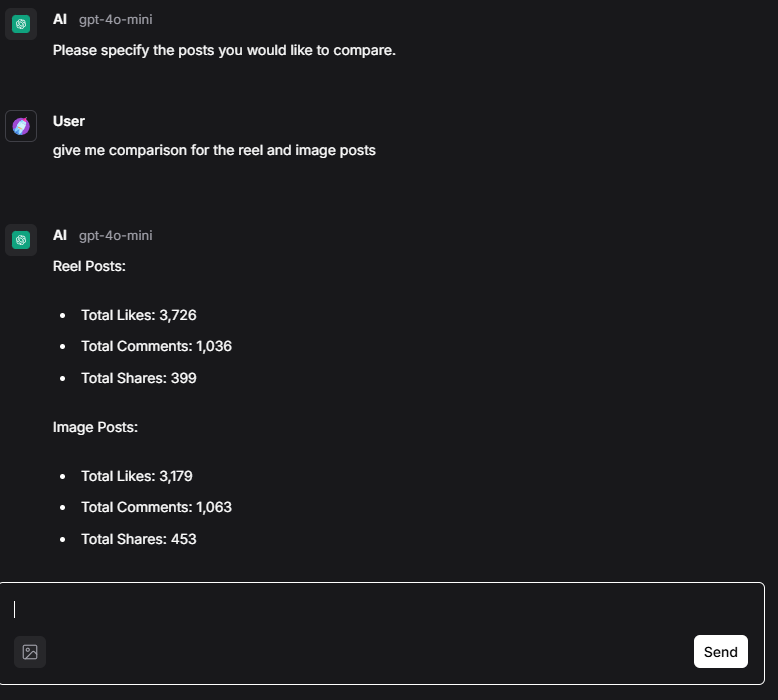 AI gpt-4o-mini
Please specify the posts you would like to compare.
User
give me comparison for the reel and image posts
AI gpt-4o-mini
Reel Posts:
• Total Likes: 3,726
• Total Comments: 1,036
• Total Shares: 399
Image Posts:
• Total Likes: 3,179
• Total Comments: 1,063
• Total Shares: 453
Send